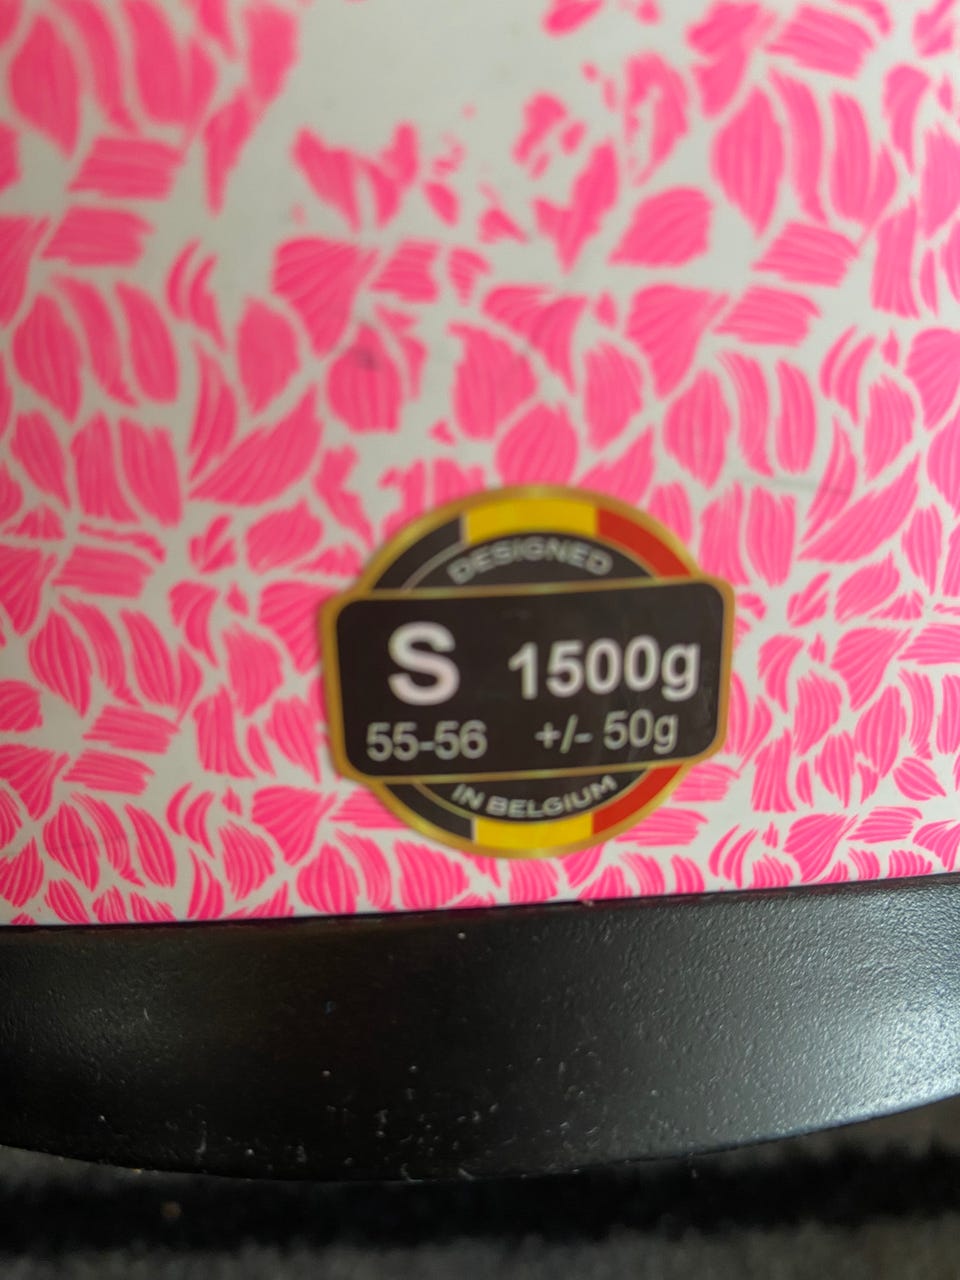 DESIGNED
S 1500g
55-56 +/- 50g
IN BELGIUM